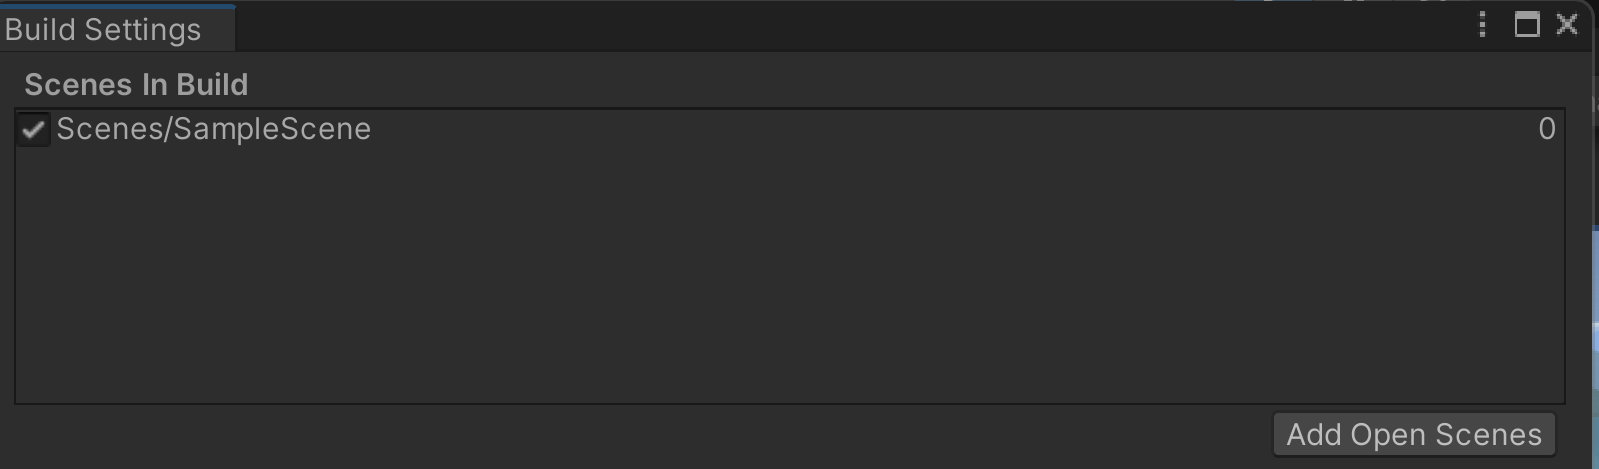 Build Settings
Scenes In Build
Scenes/SampleScene 0
Add Open Scenes